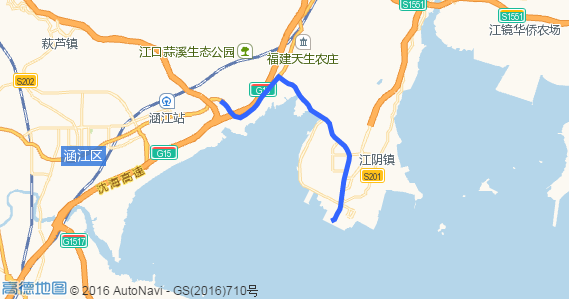 S1551
S1551
萩芦镇
江口蒜溪生态公园
江镜华侨农场
福建天生农庄
S202
G15
涵江站
涵江区
G15
江阴镇
S201
沈海高速
G1517
高德地图 © 2016 AutoNavi - GS(2016)710号